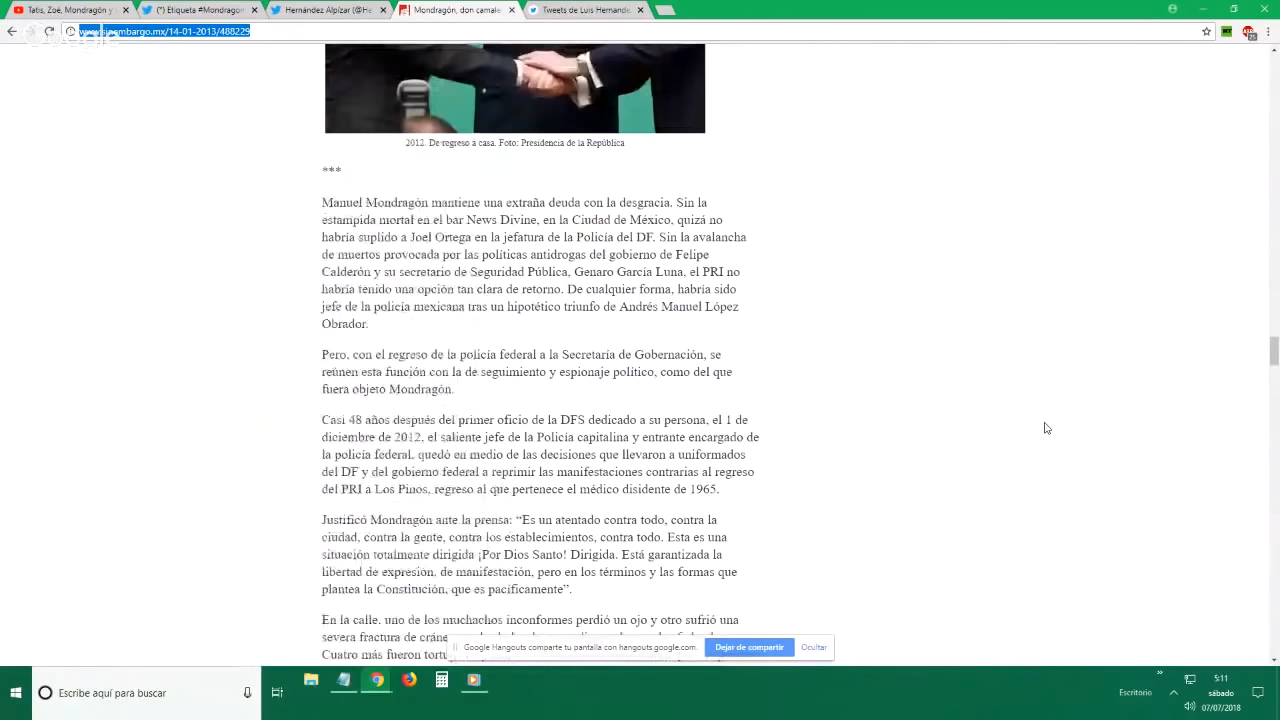 Tatis, Zoé, Mondragón y
(*) Etiqueta #Mondragon
Hernández Alpízar (@He
Mondragón, don camale
Tweets de Luis Hernande
www.sinembargo.mx/14-01-2013/488229
2012. De regreso a casa. Foto: Presidencia de la República
***
Manuel Mondragón mantiene una extraña deuda con la desgracia. Sin la
estampida mortal en el bar News Divine, en la Ciudad de México, quizá no
habría suplido a Joel Ortega en la jefatura de la Policía del DF. Sin la avalancha
de muertos provocada por las políticas antidrogas del gobierno de Felipe
Calderón y su secretario de Seguridad Pública, Genaro García Luna, el PRI no
habría tenido una opción tan clara de retorno. De cualquier forma, habría sido
jefe de la policía mexicana tras un hipotético triunfo de Andrés Manuel López
Obrador.
Pero, con el regreso de la policía federal a la Secretaría de Gobernación, se
reúnen esta función con la de seguimiento y espionaje político, como del que
fuera objeto Mondragón.
Casi 48 años después del primer oficio de la DFS dedicado a su persona, el 1 de
diciembre de 2012, el saliente jefe de la Policía capitalina y entrante encargado de
la policía federal, quedó en medio de las decisiones que llevaron a uniformados
del DF y del gobierno federal a reprimir las manifestaciones contrarias al regreso
del PRI a Los Pinos, regreso al que pertenece el médico disidente de 1965.
Justificó Mondragón ante la prensa: “Es un atentado contra todo, contra la
ciudad, contra la gente, contra los establecimientos, contra todo. Esta es una
situación totalmente dirigida ¡Por Dios Santo! Dirigida. Está garantizada la
libertad de expresión, de manifestación, pero en los términos y las formas que
plantea la Constitución, que es pacíficamente”.
En la calle, uno de los muchachos inconformes perdió un ojo y otro sufrió una
severa fractura de cráne
Cuatro más fueron tortu
Google Hangouts comparte tu pantalla con hangouts.google.com.
Dejar de compartir
Ocultar
Escribe aquí para buscar
Escritorio
5:11
sábado
07/07/2018